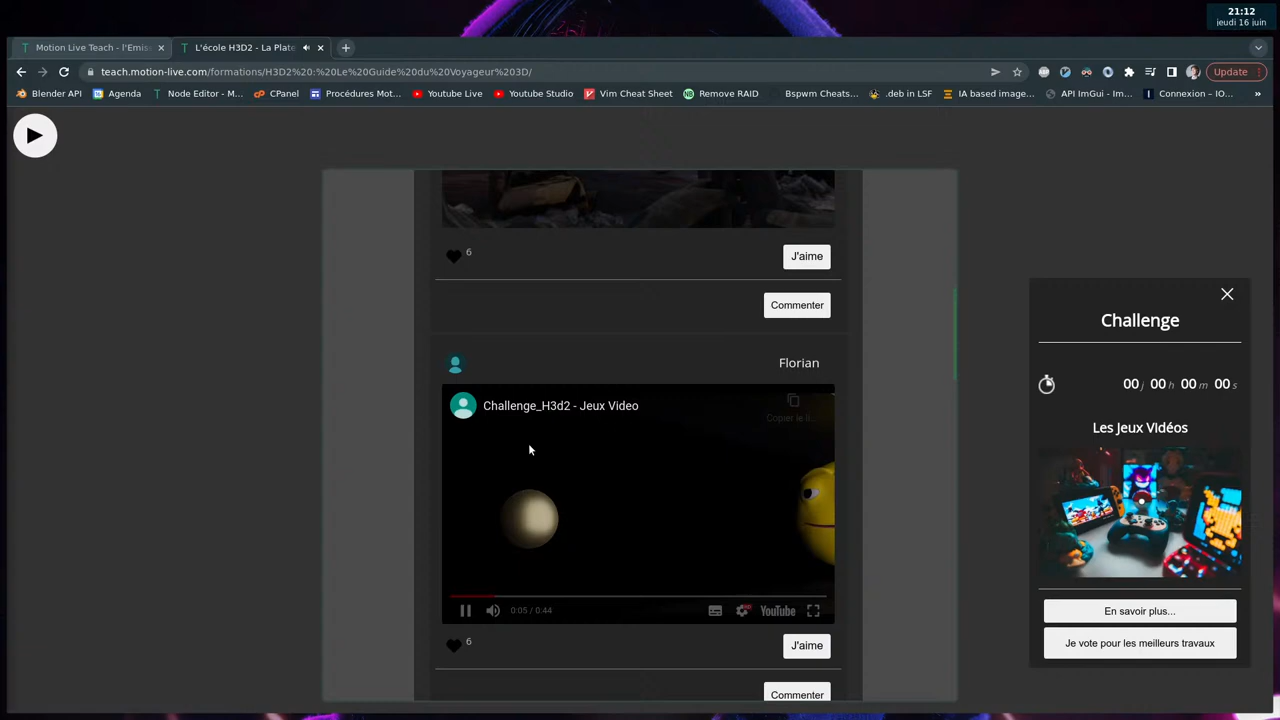 21:12
jeudi 16 juin
Motion Live Teach - l'Emiss
L'école H3D2 - La Plate
teach.motion-live.com/formations/H3D2%20:%20Le%20Guide%20du%20Voyageur%203D/
Update
Blender API
Agenda
Node Editor - M...
CPanel
Procédures Mot...
Youtube Live
Youtube Studio
Vim Cheat Sheet
Remove RAID
Bspwm Cheats...
.deb in LSF
IA based image...
API ImGui - Im...
Connexion – IO...
»
6
J'aime
Commenter
Florian
Challenge_H3d2 - Jeux Video
Copier le li...
0:05 / 0:44
YouTube
6
J'aime
Commenter
Challenge
00 j 00 h 00 m 00 s
Les Jeux Vidéos
En savoir plus...
Je vote pour les meilleurs travaux